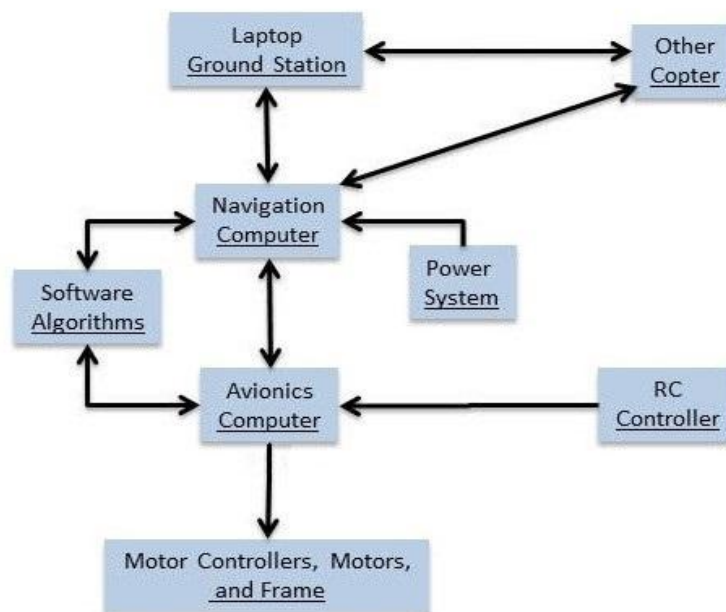 Laptop
Ground Station
Other
Copter
Navigation
Computer
Power
System
Software
Algorithms
Avionics
Computer
RC
Controller
Motor Controllers, Motors,
and Frame